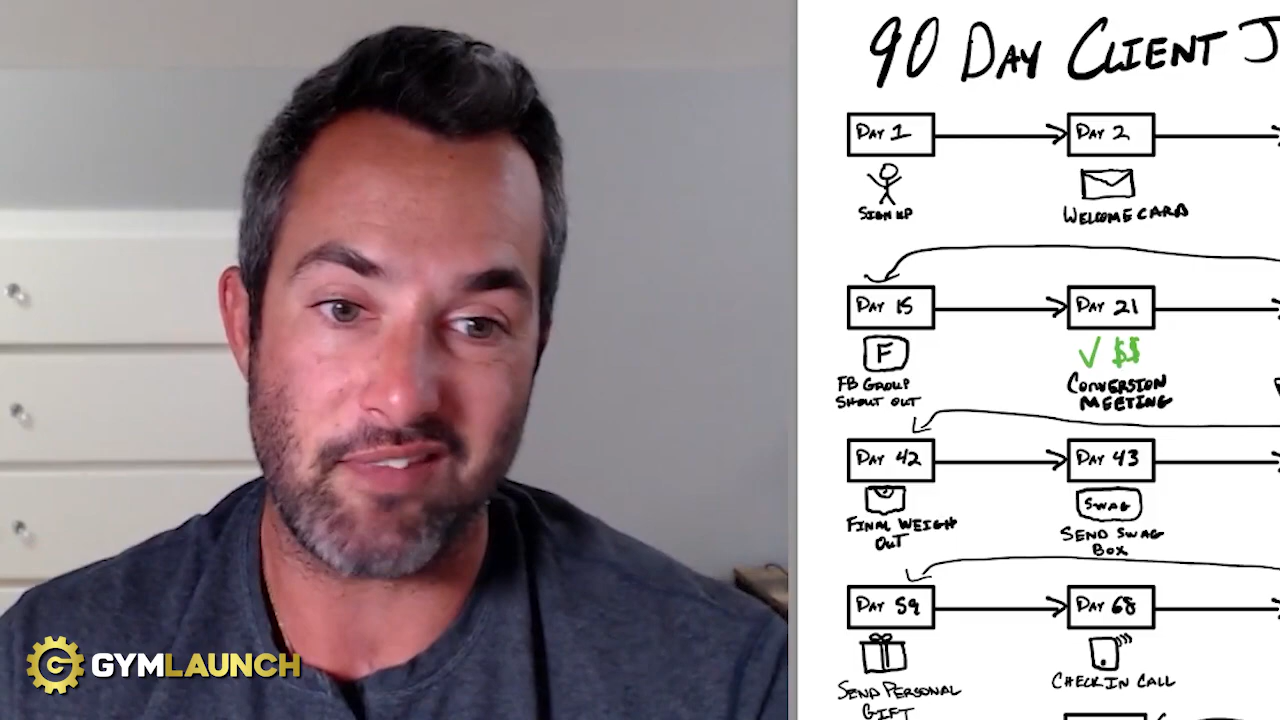 90 DAY CLIENT J
DAY 1
DAY 2
SIGN UP
WELCOME CARD
DAY 15
DAY 21
F
$$
FB GROUP
SHOUT OUT
CONVERSION
MEETING
DAY 42
DAY 43
SWAG
FINAL WEIGH
OUT
SEND SWAG
BOX
DAY 59
DAY 68
SEND PERSONAL
GIFT
CHECK IN CALL
G GYMLAUNCH